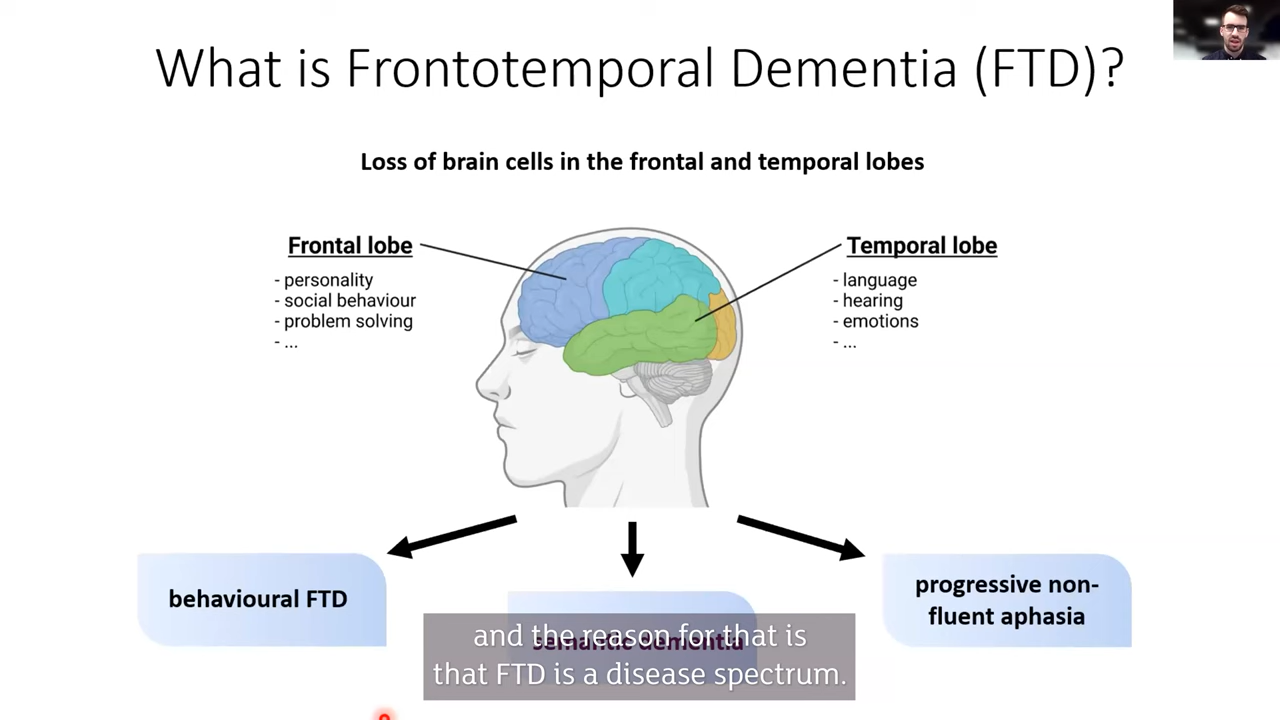 What is Frontotemporal Dementia (FTD)?
Loss of brain cells in the frontal and temporal lobes
Frontal lobe
- personality
- social behaviour
- problem solving
- ...
Temporal lobe
- language
- hearing
- emotions
- ...
behavioural FTD
semantic dementia
progressive non-
fluent aphasia
and the reason for that is
that FTD is a disease spectrum.